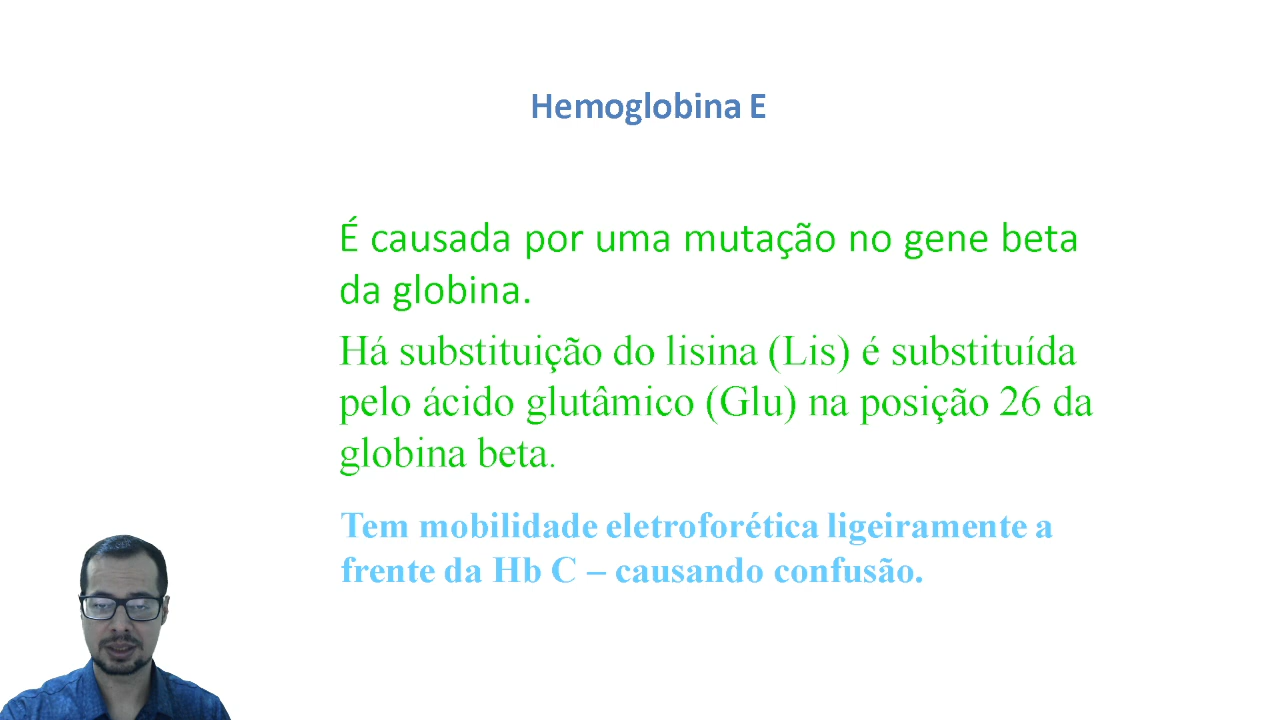 Hemoglobina E
É causada por uma mutação no gene beta
da globina.
Há substituição do lisina (Lis) é substituída
pelo ácido glutâmico (Glu) na posição 26 da
globina beta.
Tem mobilidade eletroforética ligeiramente a
frente da Hb C – causando confusão.